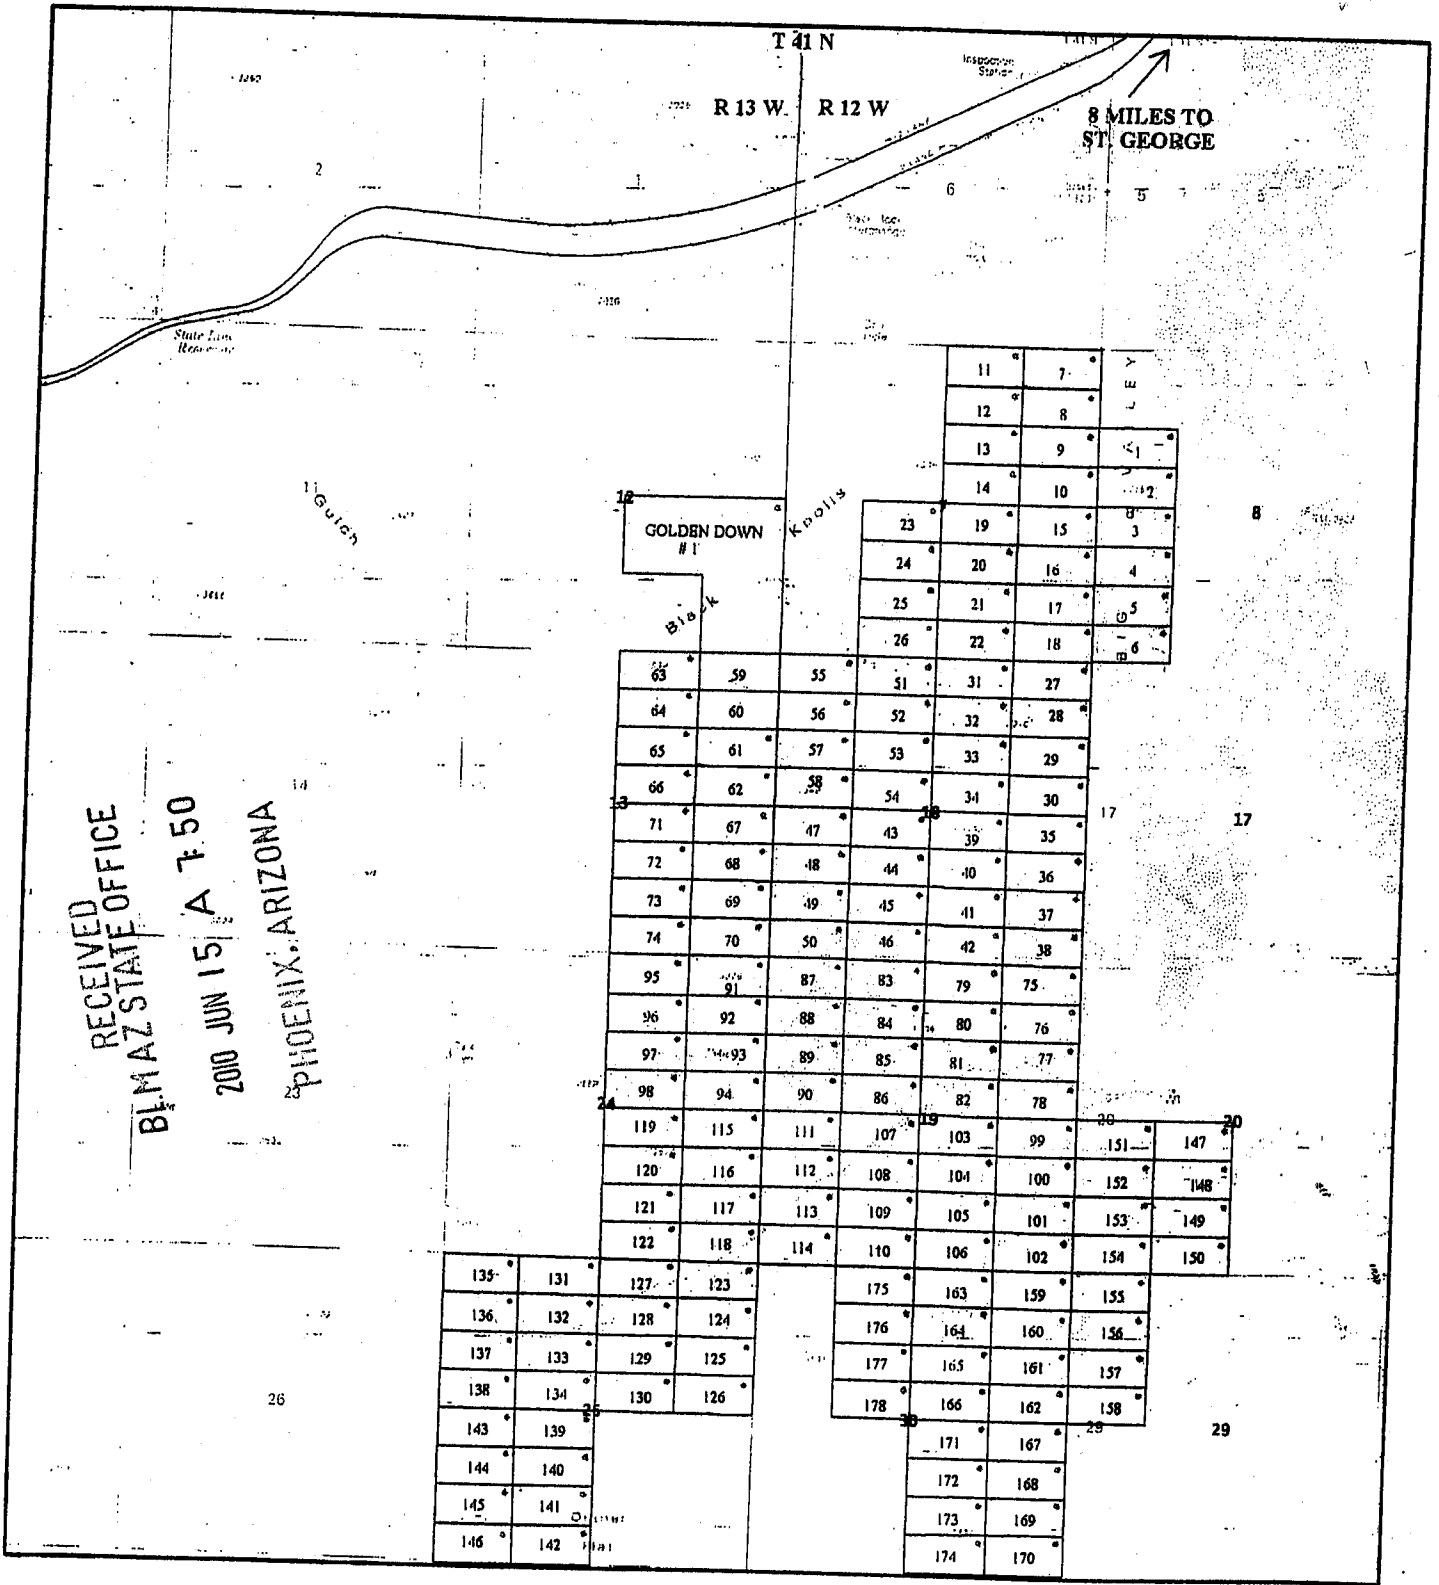 T 41 N
Inspection
Station
R 13 W. R 12 W
8 MILES TO
ST. GEORGE
2 1 6 5
State Line
Reservoir
11 7
12 8
13 9 1
14 10 2
11 Gulch
12
GOLDEN DOWN
# 1
Black Knolls
BIG VALLEY
23 19 15 3 8
24 20 16 4
25 21 17 5
26 22 18 6
63 59 55 51 31 27
64 60 56 52 32 28
65 61 57 53 33 29
66 62 58 54 34 30
14 13 18 17 17
71 67 47 43 39 35
72 68 48 44 40 36
73 69 49 45 41 37
74 70 50 46 42 38
95 91 87 83 79 75
96 92 88 84 80 76
97 93 89 85 81 77
98 94 90 86 82 78
RECEIVED
BLM AZ STATE OFFICE
2010 JUN 15 A 7:50
PHOENIX, ARIZONA
23 24 19 20 20
119 115 111 107 103 99 151 147
120 116 112 108 104 100 152 148
121 117 113 109 105 101 153 149
122 118 114 110 106 102 154 150
135 131 127 123 175 163 159 155
136 132 128 124 176 164 160 156
137 133 129 125 177 165 161 157
138 134 130 126 178 166 162 158
26 25 30 29 29
143 139 171 167
144 140 172 168
145 141 173 169
146 142 174 170
Flat